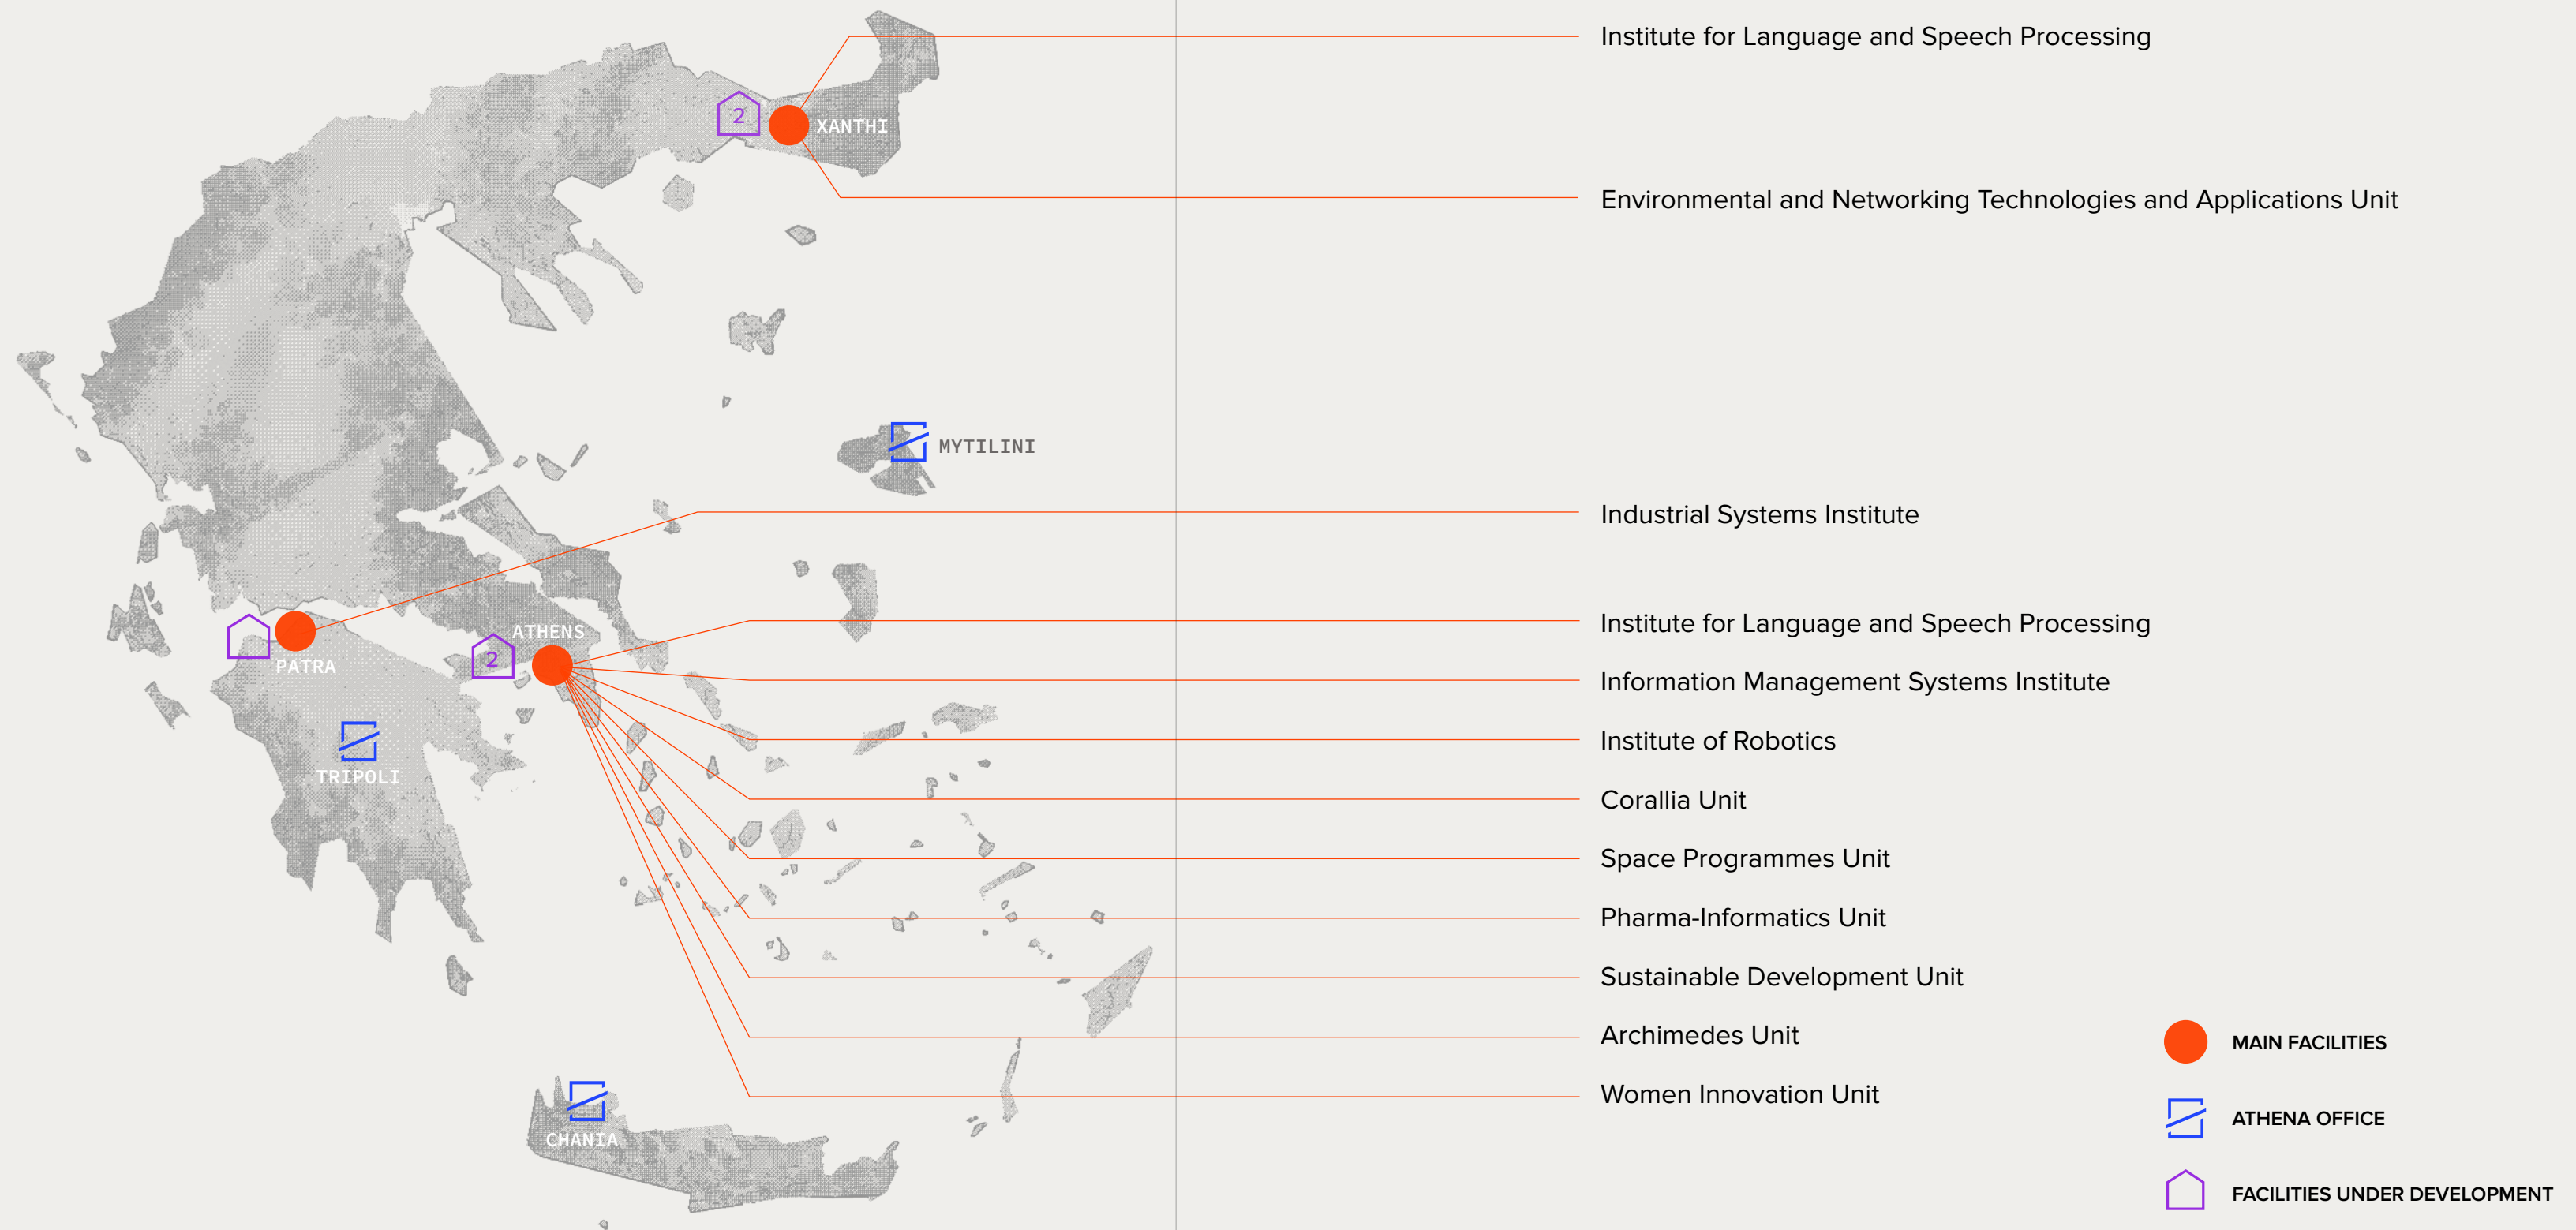 Institute for Language and Speech Processing
2
XANTHI
Environmental and Networking Technologies and Applications Unit
MYTILINI
Industrial Systems Institute
Institute for Language and Speech Processing
ATHENS
2
PATRA
Information Management Systems Institute
Institute of Robotics
TRIPOLI
Corallia Unit
Space Programmes Unit
Pharma-Informatics Unit
Sustainable Development Unit
Archimedes Unit
Women Innovation Unit
CHANIA
MAIN FACILITIES
ATHENA OFFICE
FACILITIES UNDER DEVELOPMENT